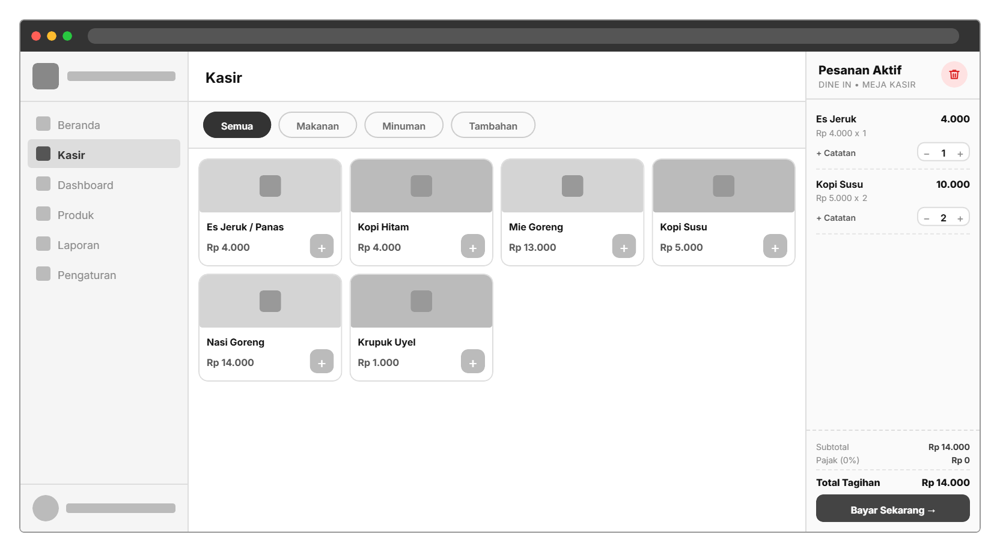 Beranda
Kasir
Dashboard
Produk
Laporan
Pengaturan
Kasir
Semua
Makanan
Minuman
Tambahan
Es Jeruk / Panas
Rp 4.000
+
Kopi Hitam
Rp 4.000
+
Mie Goreng
Rp 13.000
+
Kopi Susu
Rp 5.000
+
Nasi Goreng
Rp 14.000
+
Krupuk Uyel
Rp 1.000
+
Pesanan Aktif
DINE IN • MEJA KASIR
Es Jeruk 4.000
Rp 4.000 x 1
+ Catatan – 1 +
Kopi Susu 10.000
Rp 5.000 x 2
+ Catatan – 2 +
Subtotal Rp 14.000
Pajak (0%) Rp 0
Total Tagihan Rp 14.000
Bayar Sekarang →